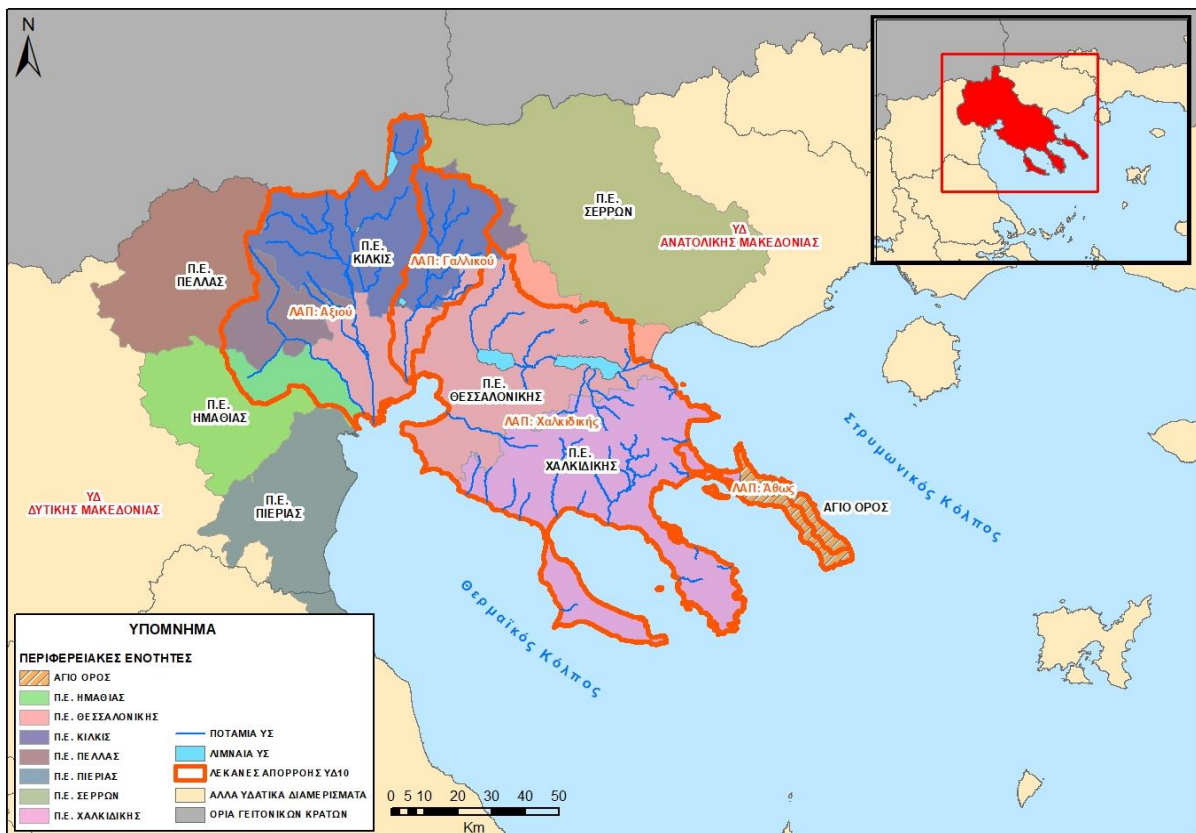 N
Π.Ε.
ΣΕΡΡΩΝ
ΥΔ
ΑΝΑΤΟΛΙΚΗΣ ΜΑΚΕΔΟΝΙΑΣ
Π.Ε.
ΚΙΛΚΙΣ
ΛΑΠ: Γαλλικού
Π.Ε.
ΠΕΛΛΑΣ
ΛΑΠ: Αξιού
Π.Ε.
ΘΕΣΣΑΛΟΝΙΚΗΣ
Π.Ε.
ΗΜΑΘΙΑΣ
ΛΑΠ: Χαλκιδικής
Π.Ε.
ΧΑΛΚΙΔΙΚΗΣ
Στρυμωνικός Κόλπος
ΛΑΠ: Άθως
ΑΓΙΟ ΟΡΟΣ
ΥΔ
ΔΥΤΙΚΗΣ ΜΑΚΕΔΟΝΙΑΣ
Π.Ε.
ΠΙΕΡΙΑΣ
Θερμαϊκός Κόλπος
ΥΠΟΜΝΗΜΑ
ΠΕΡΙΦΕΡΕΙΑΚΕΣ ΕΝΟΤΗΤΕΣ
ΑΓΙΟ ΟΡΟΣ
Π.Ε. ΗΜΑΘΙΑΣ
Π.Ε. ΘΕΣΣΑΛΟΝΙΚΗΣ
Π.Ε. ΚΙΛΚΙΣ
Π.Ε. ΠΕΛΛΑΣ
Π.Ε. ΠΙΕΡΙΑΣ
Π.Ε. ΣΕΡΡΩΝ
Π.Ε. ΧΑΛΚΙΔΙΚΗΣ
ΠΟΤΑΜΙΑ ΥΣ
ΛΙΜΝΑΙΑ ΥΣ
ΛΕΚΑΝΕΣ ΑΠΟΡΡΟΗΣ ΥΔ10
ΑΛΛΑ ΥΔΑΤΙΚΑ ΔΙΑΜΕΡΙΣΜΑΤΑ
ΟΡΙΑ ΓΕΙΤΟΝΙΚΩΝ ΚΡΑΤΩΝ
0 5 10 20 30 40 50
Km